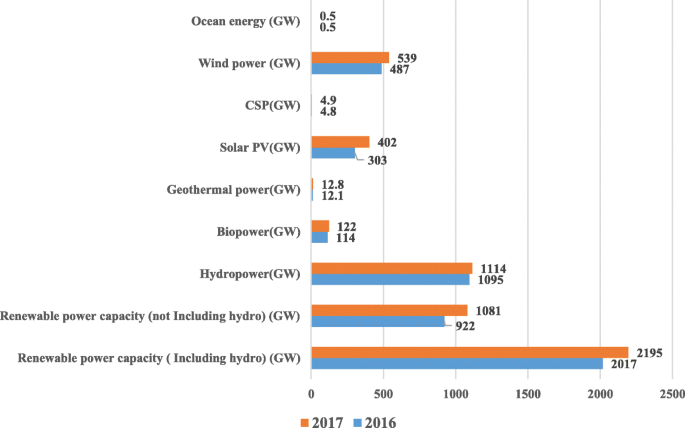 Ocean energy (GW)
0.5
0.5
Wind power (GW)
539
487
CSP(GW)
4.9
4.8
Solar PV(GW)
402
303
Geothermal power(GW)
12.8
12.1
Biopower(GW)
122
114
Hydropower(GW)
1114
1095
Renewable power capacity (not Including hydro) (GW)
1081
922
Renewable power capacity ( Including hydro) (GW)
2195
2017
0 500 1000 1500 2000 2500
2017 2016